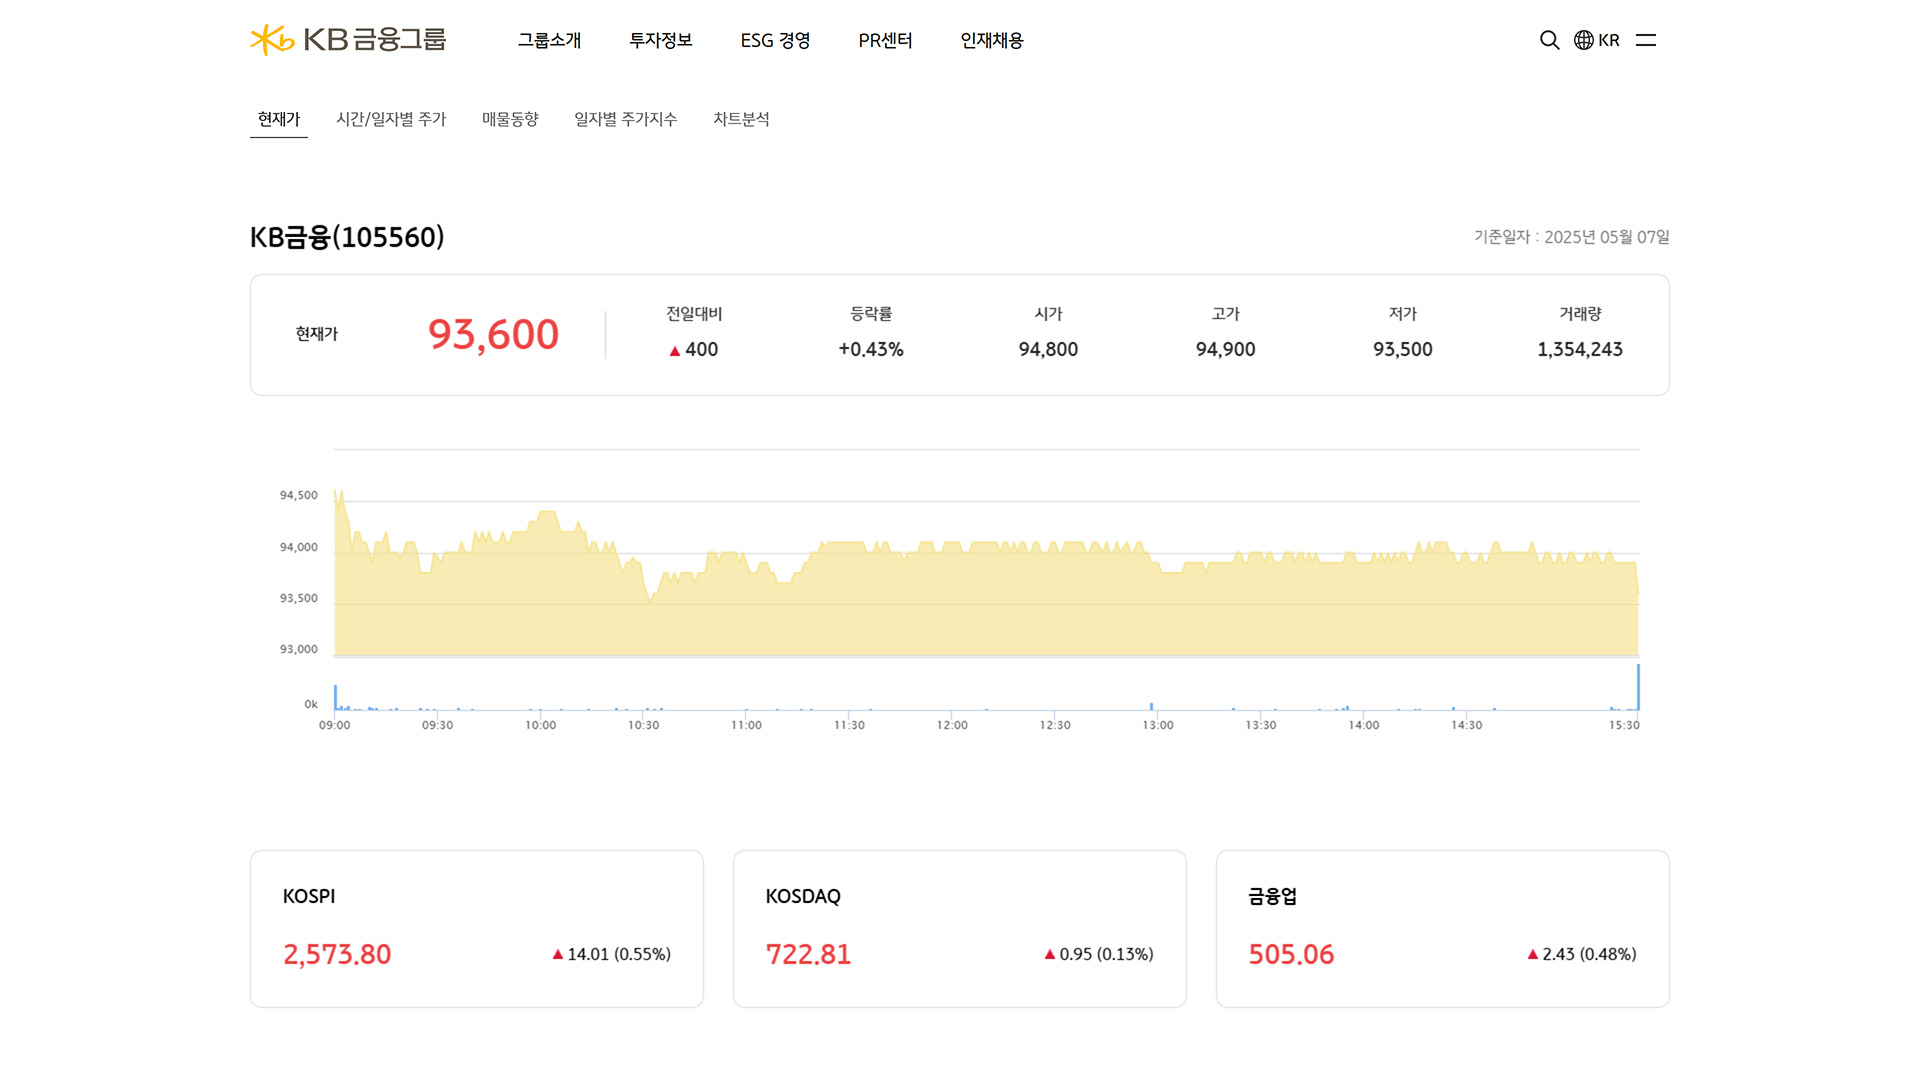 KB금융그룹 그룹소개 투자정보 ESG 경영 PR센터 인재채용 KR
현재가 시간/일자별 주가 매물동향 일자별 주가지수 차트분석
KB금융(105560) 기준일자 : 2025년 05월 07일
현재가 93,600
전일대비 등락률 시가 고가 저가 거래량
▲ 400 +0.43% 94,800 94,900 93,500 1,354,243
94,500
94,000
93,500
93,000
0k
09:00 09:30 10:00 10:30 11:00 11:30 12:00 12:30 13:00 13:30 14:00 14:30 15:30
KOSPI
2,573.80 ▲ 14.01 (0.55%)
KOSDAQ
722.81 ▲ 0.95 (0.13%)
금융업
505.06 ▲ 2.43 (0.48%)